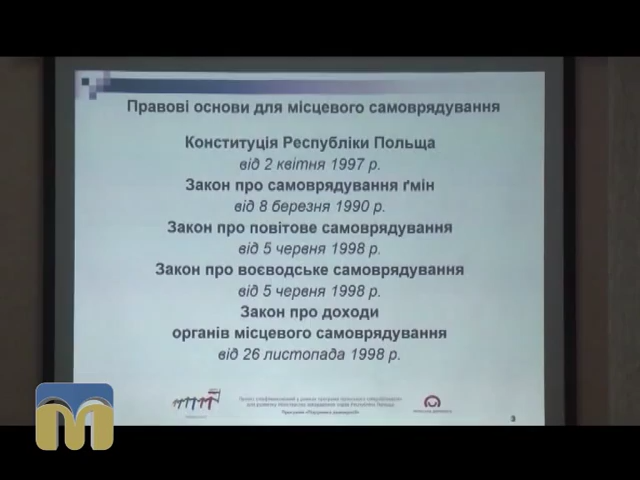 Правові основи для місцевого самоврядування
Конституція Республіки Польща
від 2 квітня 1997 р.
Закон про самоврядування ґмін
від 8 березня 1990 р.
Закон про повітове самоврядування
від 5 червня 1998 р.
Закон про воєводське самоврядування
від 5 червня 1998 р.
Закон про доходи
органів місцевого самоврядування
від 26 листопада 1998 р.
3